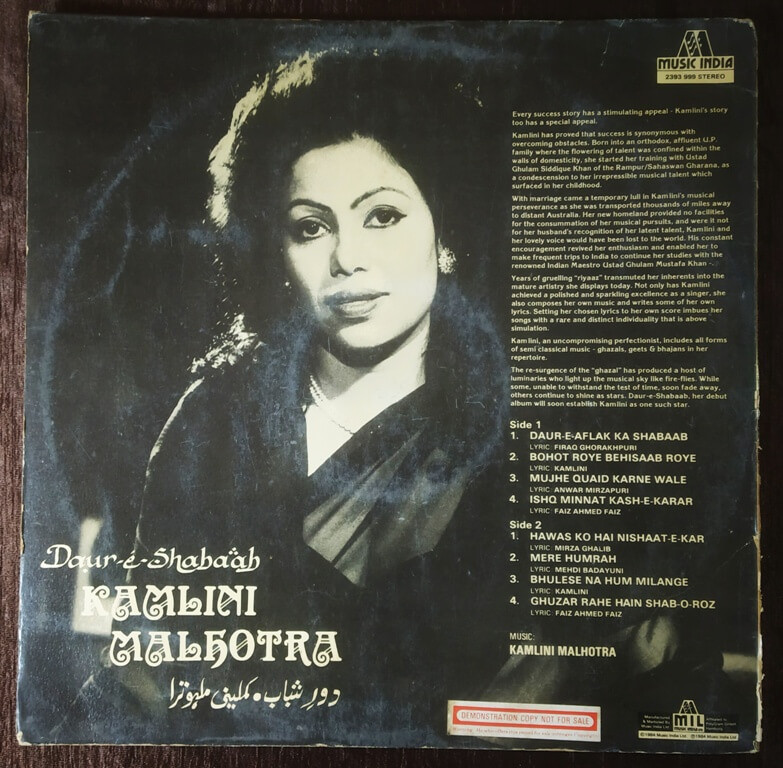 MUSIC INDIA
2393 999 STEREO
Every success story has a stimulating appeal - Kamlini's story
too has a special appeal.
Kamlini has proved that success is synonymous with
overcoming obstacles. Born into an orthodox, affluent U.P.
family where the flowering of talent was confined within the
walls of domesticity, she started her training with Ustad
Ghulam Siddique Khan of the Rampur/Sahaswan Gharana, as
a condescension to her irrepressible musical talent which
surfaced in her childhood.
With marriage came a temporary lull in Kamlini's musical
perseverance as she was transported thousands of miles away
to distant Australia. Her new homeland provided no facilities
for the consummation of her musical pursuits, and were it not
for her husband's recognition of her latent talent, Kamlini and
her lovely voice would have been lost to the world. His constant
encouragement revived her enthusiasm and enabled her to
make frequent trips to India to continue her studies with the
renowned Indian Maestro Ustad Ghulam Mustafa Khan -.
Years of gruelling "riyaaz" transmuted her inherents into the
mature artistry she displays today. Not only has Kamlini
achieved a polished and sparkling excellence as a singer, she
also composes her own music and writes some of her own
lyrics. Setting her chosen lyrics to her own score imbues her
songs with a rare and distinct individuality that is above
simulation.
Kamlini, an uncompromising perfectionist, includes all forms
of semi classical music - ghazals, geets & bhajans in her
repertoire.
The re-surgence of the "ghazal" has produced a host of
luminaries who light up the musical sky like fire-flies. While
some, unable to withstand the test of time, soon fade away,
others continue to shine as stars. Daur-e-Shabaab, her debut
album will soon establish Kamlini as one such star.
Side 1
1. DAUR-E-AFLAK KA SHABAAB
LYRIC: FIRAQ GHORAKHPURI
2. BOHOT ROYE BEHISAAB ROYE
LYRIC: KAMLINI
3. MUJHE QUAID KARNE WALE
LYRIC: ANWAR MIRZAPURI
4. ISHQ MINNAT KASH-E-KARAR
LYRIC: FAIZ AHMED FAIZ
Side 2
1. HAWAS KO HAI NISHAAT-E-KAR
LYRIC: MIRZA GHALIB
2. MERE HUMRAH
LYRIC: MEHDI BADAYUNI
3. BHULESE NA HUM MILANGE
LYRIC: KAMLINI
4. GHUZAR RAHE HAIN SHAB-O-ROZ
LYRIC: FAIZ AHMED FAIZ
MUSIC:
KAMLINI MALHOTRA
Daur-é-Shaba'ab
KAMLINI
MALHOTRA
دورِ شباب • کملینی ملہوترا
DEMONSTRATION COPY NOT FOR SALE
Manufactured
& Marketed By
Music India Ltd.
MIL
℗ 1984 Music India Ltd. © 1984 Music India Ltd.